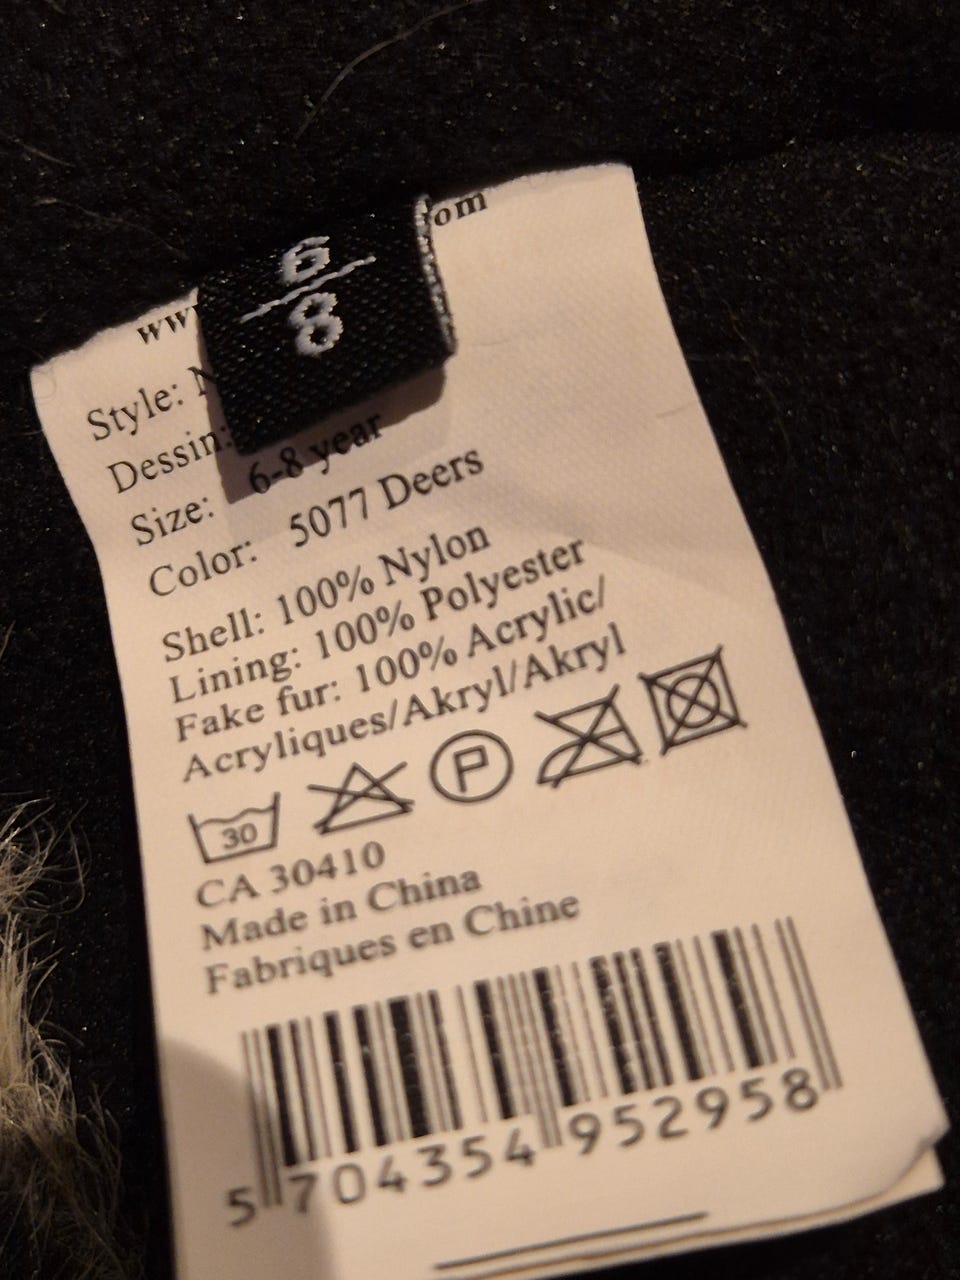 om
6
8
Style:
Dessin:
Size: 6-8 year
Color: 5077 Deers
Shell: 100% Nylon
Lining: 100% Polyester
Fake fur: 100% Acrylic/
Acryliques/Akryl/Akryl
30
P
CA 30410
Made in China
Fabriques en Chine
5 704354 952958